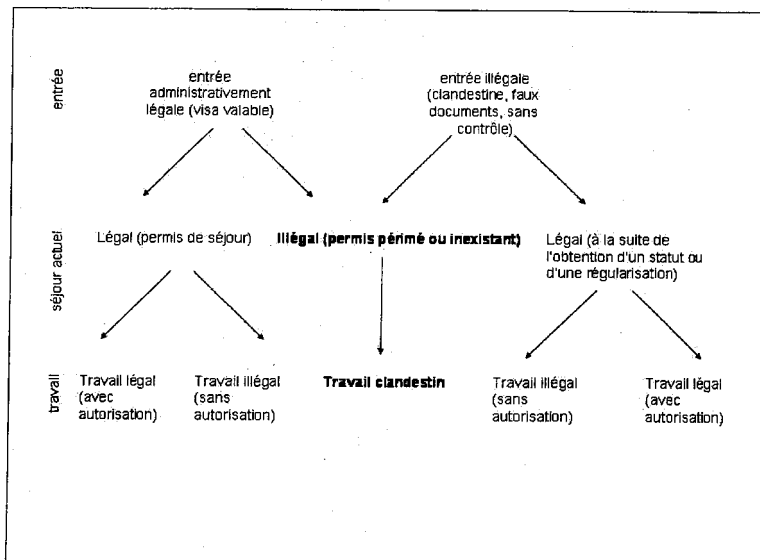 entrée
entrée
administrativement
légale (visa valable)
entrée illégale
(clandestine, faux
documents, sans
contrôle)
séjour actuel
Légal (permis de séjour)
Illégal (permis périmé ou inexistant)
Légal (à la suite de
l'obtention d'un statut ou
d'une régularisation)
travail
Travail légal
(avec
autorisation)
Travail illégal
(sans
autorisation)
Travail clandestin
Travail illégal
(sans
autorisation)
Travail légal
(avec
autorisation)